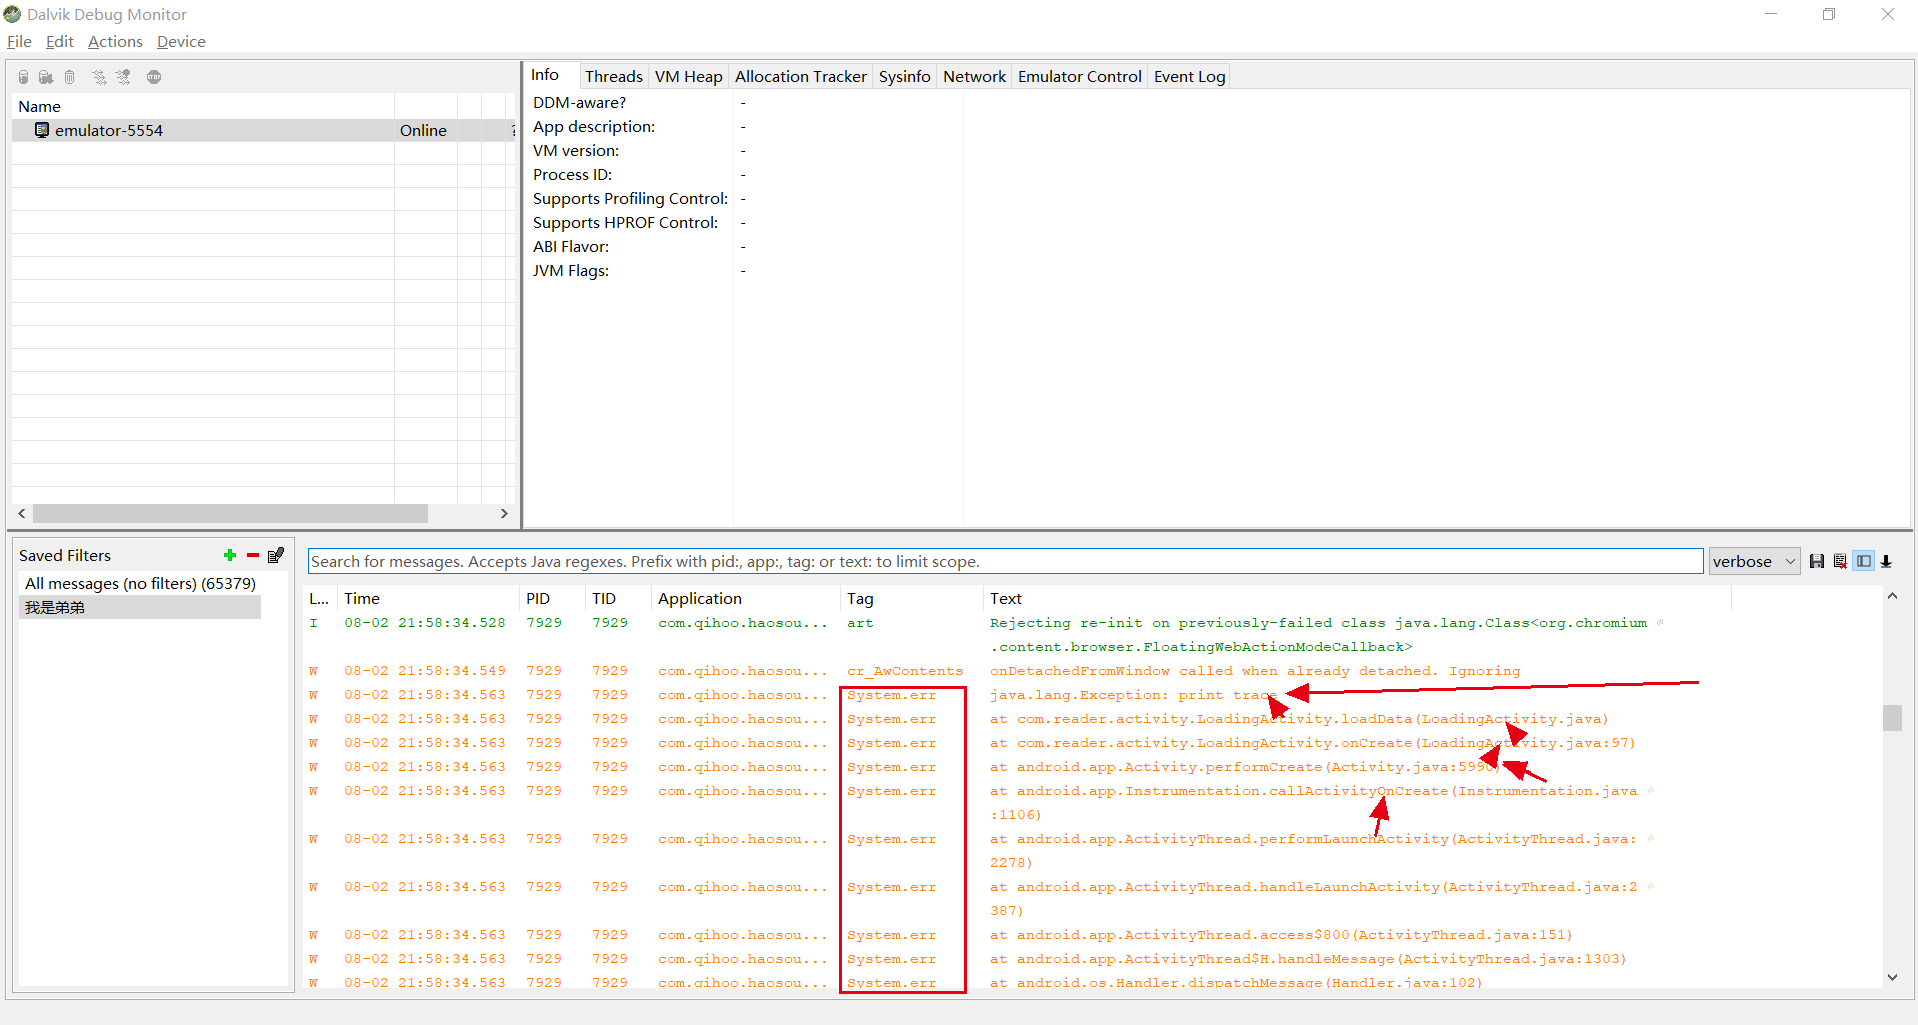 Dalvik Debug Monitor
File Edit Actions Device
Name
emulator-5554 Online ?
Info Threads VM Heap Allocation Tracker Sysinfo Network Emulator Control Event Log
DDM-aware? -
App description: -
VM version: -
Process ID: -
Supports Profiling Control: -
Supports HPROF Control: -
ABI Flavor: -
JVM Flags: -
Saved Filters
All messages (no filters) (65379)
我是弟弟
Search for messages. Accepts Java regexes. Prefix with pid:, app:, tag: or text: to limit scope.
verbose
L... Time PID TID Application Tag Text
I 08-02 21:58:34.528 7929 7929 com.qihoo.haosou... art Rejecting re-init on previously-failed class java.lang.Class<org.chromium
.content.browser.FloatingWebActionModeCallback>
W 08-02 21:58:34.549 7929 7929 com.qihoo.haosou... cr_AwContents onDetachedFromWindow called when already detached. Ignoring
W 08-02 21:58:34.563 7929 7929 com.qihoo.haosou... System.err java.lang.Exception: print trace
W 08-02 21:58:34.563 7929 7929 com.qihoo.haosou... System.err at com.reader.activity.LoadingActivity.loadData(LoadingActivity.java)
W 08-02 21:58:34.563 7929 7929 com.qihoo.haosou... System.err at com.reader.activity.LoadingActivity.onCreate(LoadingActivity.java:97)
W 08-02 21:58:34.563 7929 7929 com.qihoo.haosou... System.err at android.app.Activity.performCreate(Activity.java:5990)
W 08-02 21:58:34.563 7929 7929 com.qihoo.haosou... System.err at android.app.Instrumentation.callActivityOnCreate(Instrumentation.java
:1106)
W 08-02 21:58:34.563 7929 7929 com.qihoo.haosou... System.err at android.app.ActivityThread.performLaunchActivity(ActivityThread.java:
2278)
W 08-02 21:58:34.563 7929 7929 com.qihoo.haosou... System.err at android.app.ActivityThread.handleLaunchActivity(ActivityThread.java:2
387)
W 08-02 21:58:34.563 7929 7929 com.qihoo.haosou... System.err at android.app.ActivityThread.access$800(ActivityThread.java:151)
W 08-02 21:58:34.563 7929 7929 com.qihoo.haosou... System.err at android.app.ActivityThread$H.handleMessage(ActivityThread.java:1303)
W 08-02 21:58:34.563 7929 7929 com.qihoo.haosou... System.err at android.os.Handler.dispatchMessage(Handler.java:102)